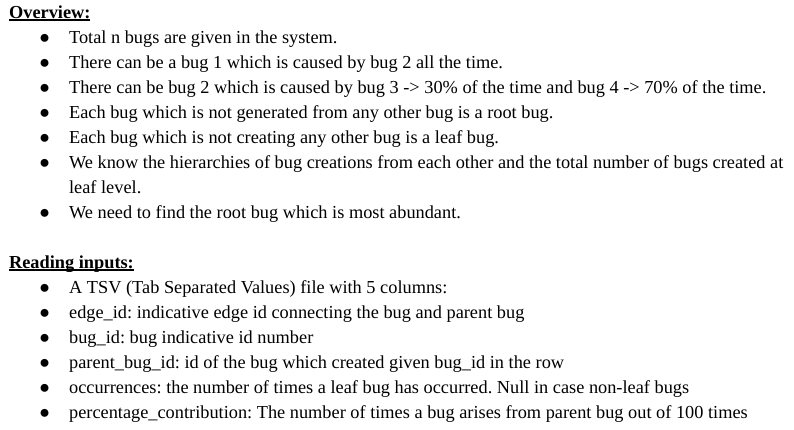 Overview:
● Total n bugs are given in the system.
● There can be a bug 1 which is caused by bug 2 all the time.
● There can be bug 2 which is caused by bug 3 -> 30% of the time and bug 4 -> 70% of the time.
● Each bug which is not generated from any other bug is a root bug.
● Each bug which is not creating any other bug is a leaf bug.
● We know the hierarchies of bug creations from each other and the total number of bugs created at
leaf level.
● We need to find the root bug which is most abundant.
Reading inputs:
● A TSV (Tab Separated Values) file with 5 columns:
● edge_id: indicative edge id connecting the bug and parent bug
● bug_id: bug indicative id number
● parent_bug_id: id of the bug which created given bug_id in the row
● occurrences: the number of times a leaf bug has occurred. Null in case non-leaf bugs
● percentage_contribution: The number of times a bug arises from parent bug out of 100 times